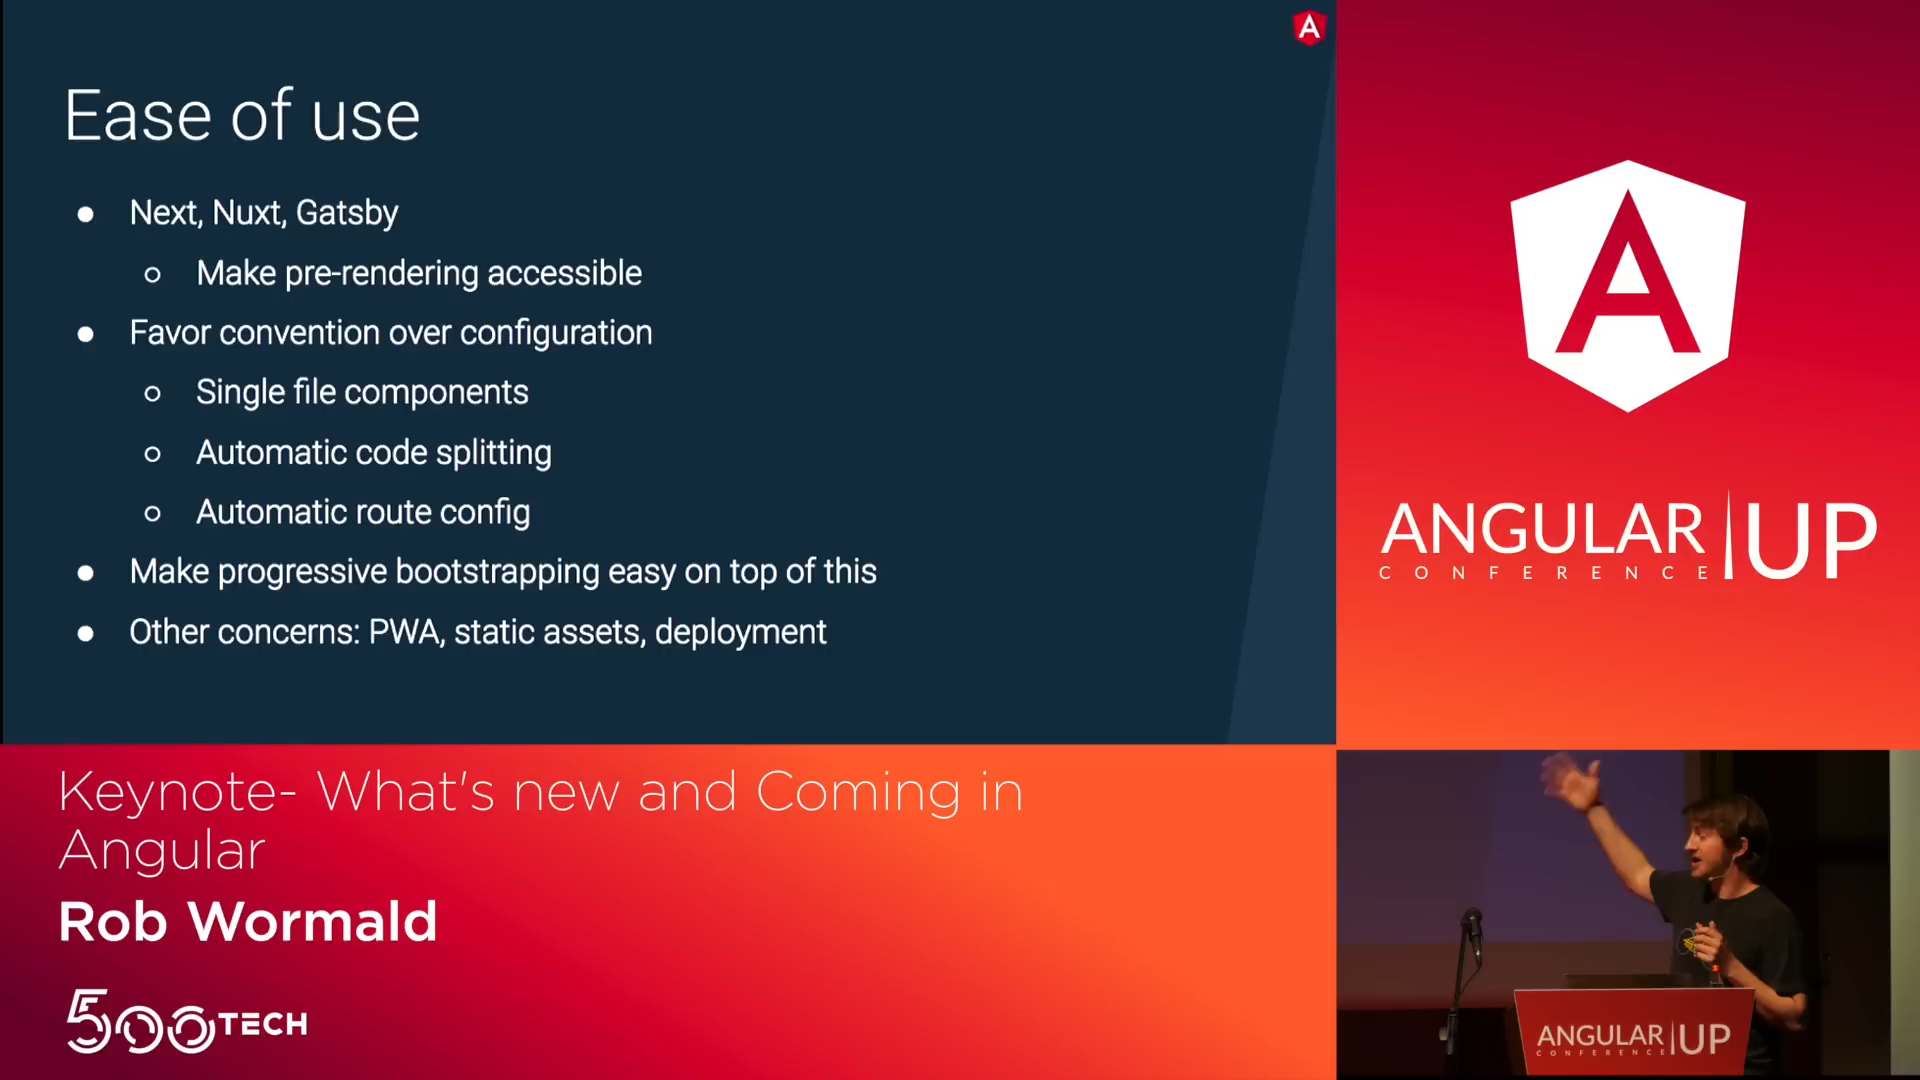 Ease of use
● Next, Nuxt, Gatsby
○ Make pre-rendering accessible
● Favor convention over configuration
○ Single file components
○ Automatic code splitting
○ Automatic route config
● Make progressive bootstrapping easy on top of this
● Other concerns: PWA, static assets, deployment
ANGULAR UP
CONFERENCE
Keynote- What's new and Coming in
Angular
Rob Wormald
500TECH
ANGULAR UP
CONFERENCE